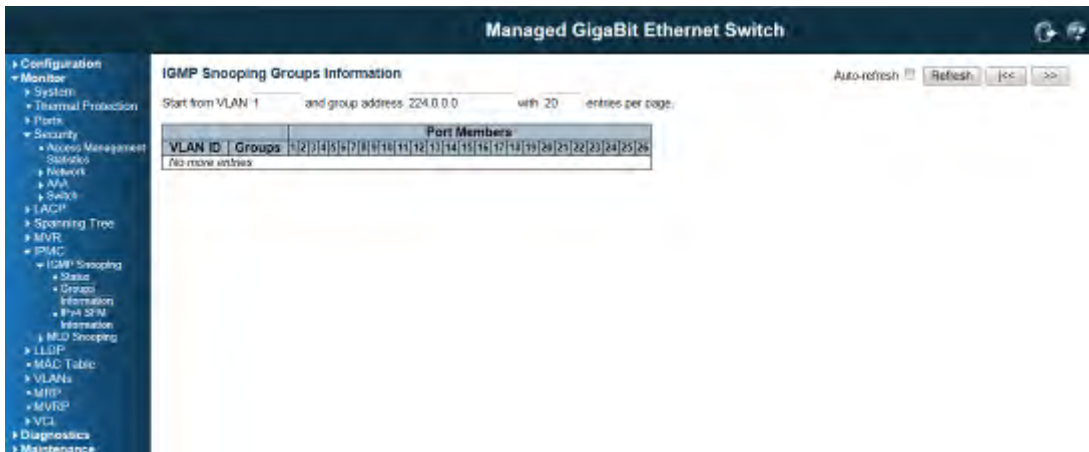 Managed GigaBit Ethernet Switch
Configuration
Monitor
System
Thermal Protection
Ports
Security
Access Management
Statistics
Network
AAA
Switch
LACP
Spanning Tree
MVR
IPMC
IGMP Snooping
Status
Groups
Information
IPv4 SFM
Information
MLD Snooping
LLDP
MAC Table
VLANs
MRP
MVRP
VCL
Diagnostics
Maintenance
IGMP Snooping Groups Information
Auto-refresh Refresh |<< >>
Start from VLAN 1 and group address 224.0.0.0 with 20 entries per page.
Port Members
VLAN ID Groups 1 2 3 4 5 6 7 8 9 10 11 12 13 14 15 16 17 18 19 20 21 22 23 24 25 26
No more entries